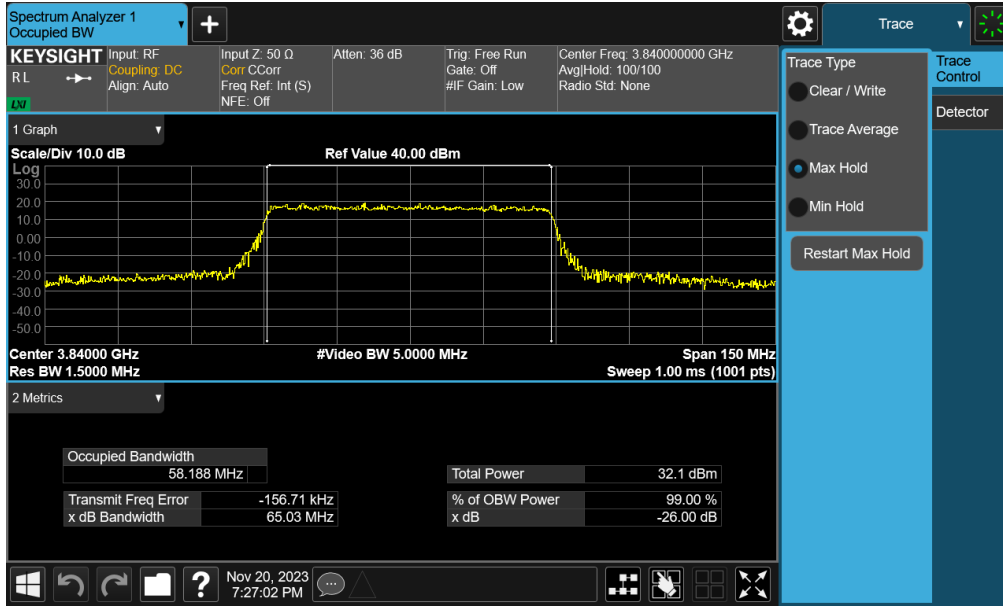 Spectrum Analyzer 1
Occupied BW
+
Trace
KEYSIGHT
RL
LXI
Input: RF
Coupling: DC
Align: Auto
Input Z: 50 Ω
Corr CCorr
Freq Ref: Int (S)
NFE: Off
Atten: 36 dB
Trig: Free Run
Gate: Off
#IF Gain: Low
Center Freq: 3.840000000 GHz
Avg|Hold: 100/100
Radio Std: None
1 Graph
Scale/Div 10.0 dB
Ref Value 40.00 dBm
Log
30.0
20.0
10.0
0.00
-10.0
-20.0
-30.0
-40.0
-50.0
Center 3.84000 GHz
#Video BW 5.0000 MHz
Span 150 MHz
Res BW 1.5000 MHz
Sweep 1.00 ms (1001 pts)
2 Metrics
Occupied Bandwidth
58.188 MHz
Total Power 32.1 dBm
Transmit Freq Error -156.71 kHz
% of OBW Power 99.00 %
x dB Bandwidth 65.03 MHz
x dB -26.00 dB
Trace Type
Clear / Write
Trace Average
Max Hold
Min Hold
Restart Max Hold
Trace
Control
Detector
?
Nov 20, 2023
7:27:02 PM